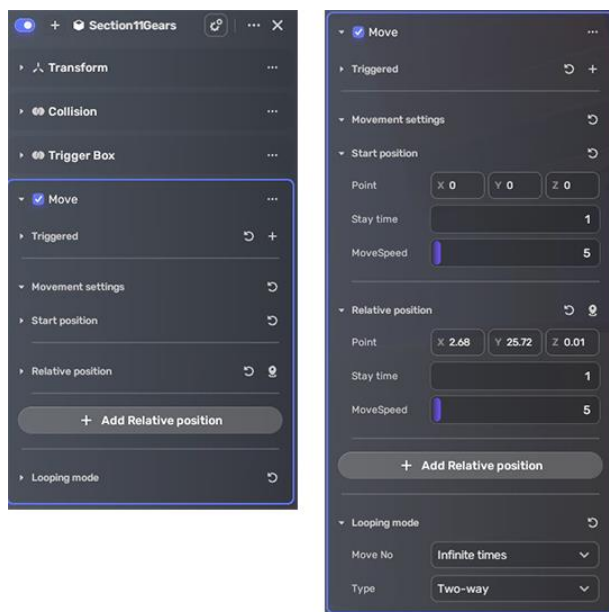 Section11Gears
Transform
Collision
Trigger Box
Move
Triggered
Movement settings
Start position
Relative position
+ Add Relative position
Looping mode
Move
Triggered
Movement settings
Start position
Point X 0 Y 0 Z 0
Stay time 1
MoveSpeed 5
Relative position
Point X 2.68 Y 25.72 Z 0.01
Stay time 1
MoveSpeed 5
+ Add Relative position
Looping mode
Move No Infinite times
Type Two-way